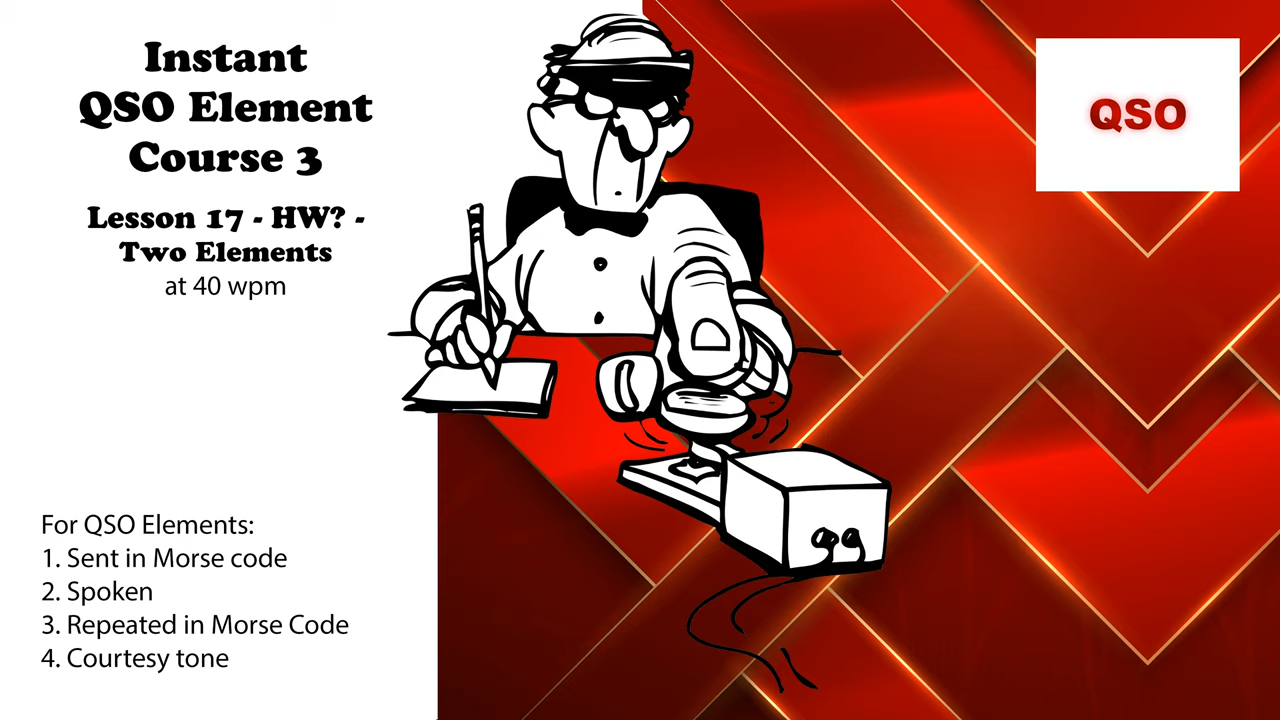 Instant
QSO Element
Course 3
Lesson 17 - HW? -
Two Elements
at 40 wpm
QSO
For QSO Elements:
1. Sent in Morse code
2. Spoken
3. Repeated in Morse Code
4. Courtesy tone